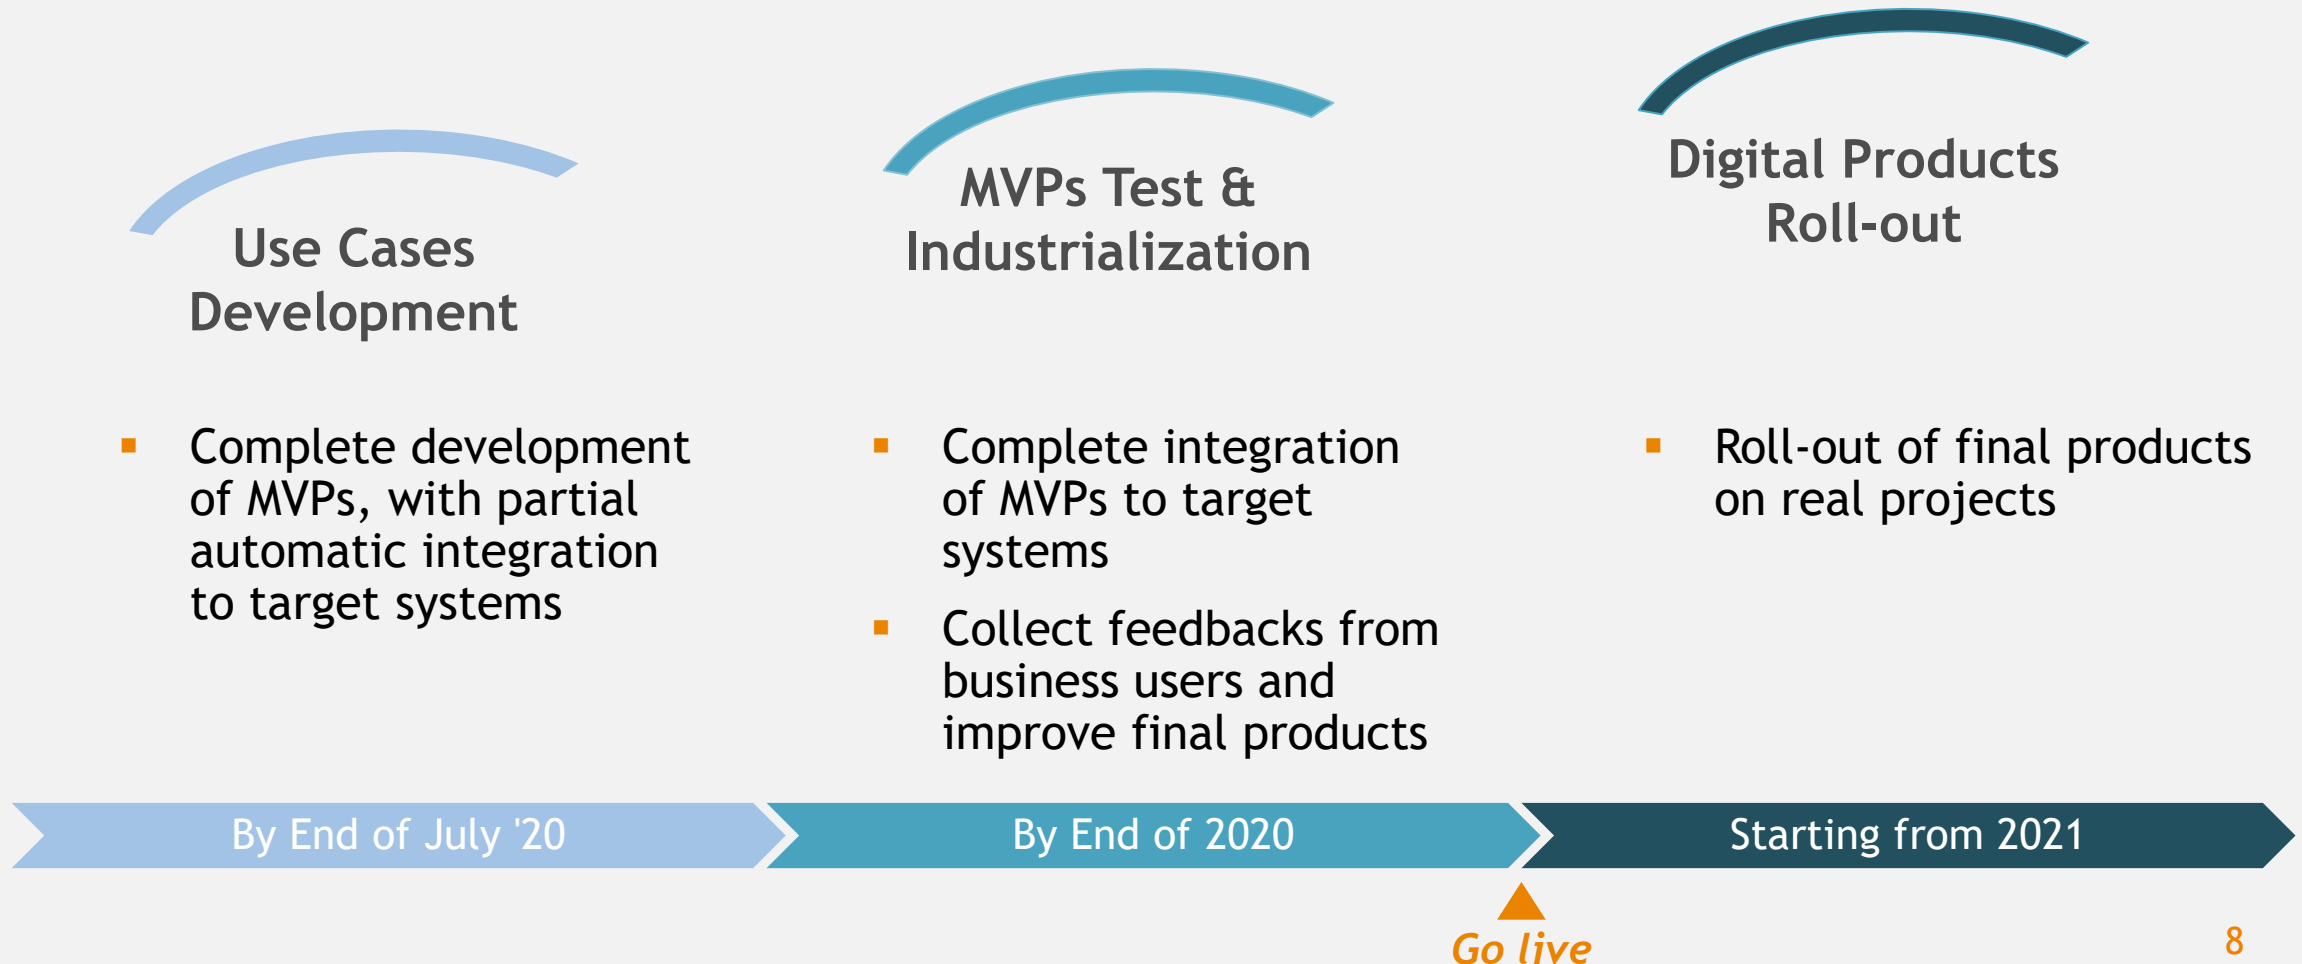 Use Cases
Development
MVPs Test &
Industrialization
Digital Products
Roll-out
▪ Complete development
of MVPs, with partial
automatic integration
to target systems
▪ Complete integration
of MVPs to target
systems
▪ Collect feedbacks from
business users and
improve final products
▪ Roll-out of final products
on real projects
By End of July '20
By End of 2020
Starting from 2021
Go live
8